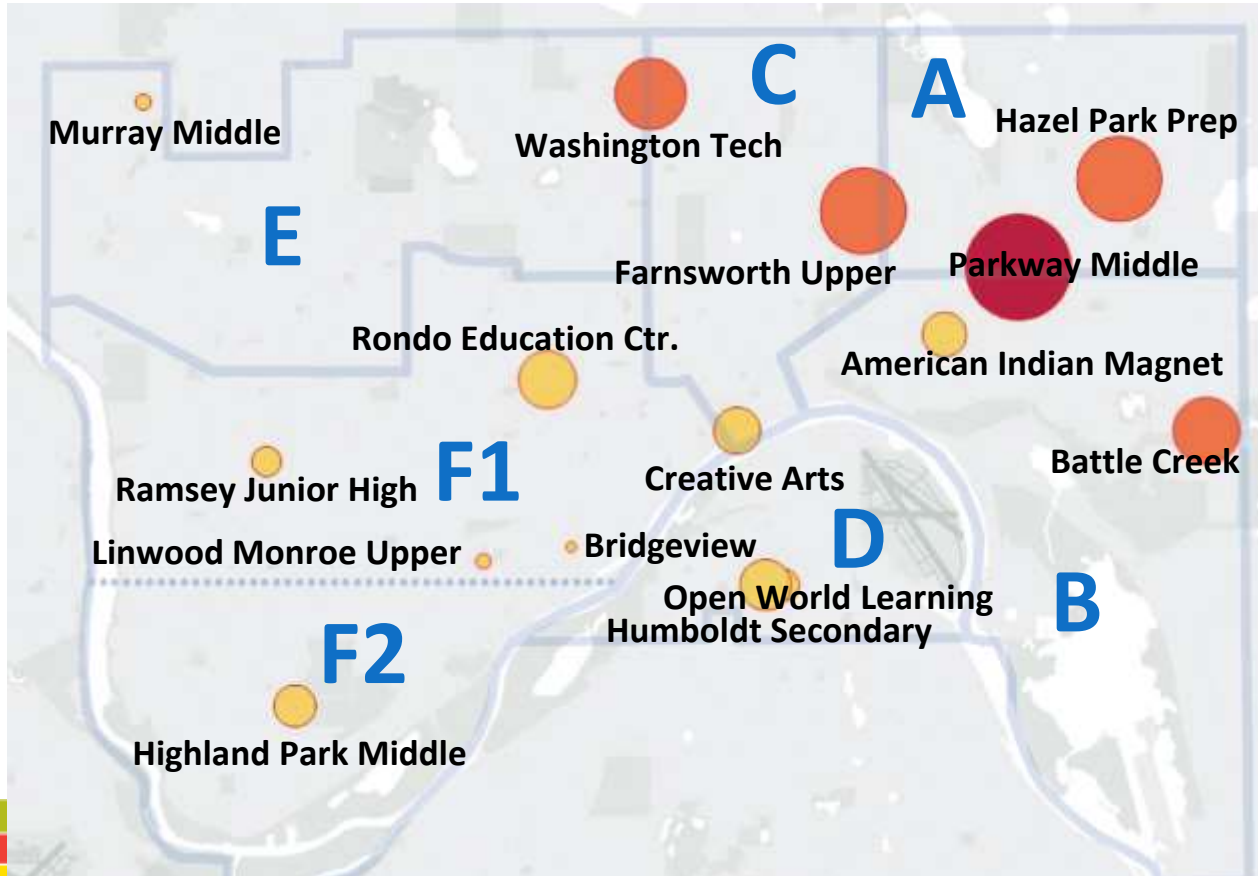 C
A
Hazel Park Prep
Murray Middle
Washington Tech
E
Farnsworth Upper
Parkway Middle
Rondo Education Ctr.
American Indian Magnet
F1
Battle Creek
Ramsey Junior High
Creative Arts
Linwood Monroe Upper
Bridgeview
D
Open World Learning
B
Humboldt Secondary
F2
Highland Park Middle